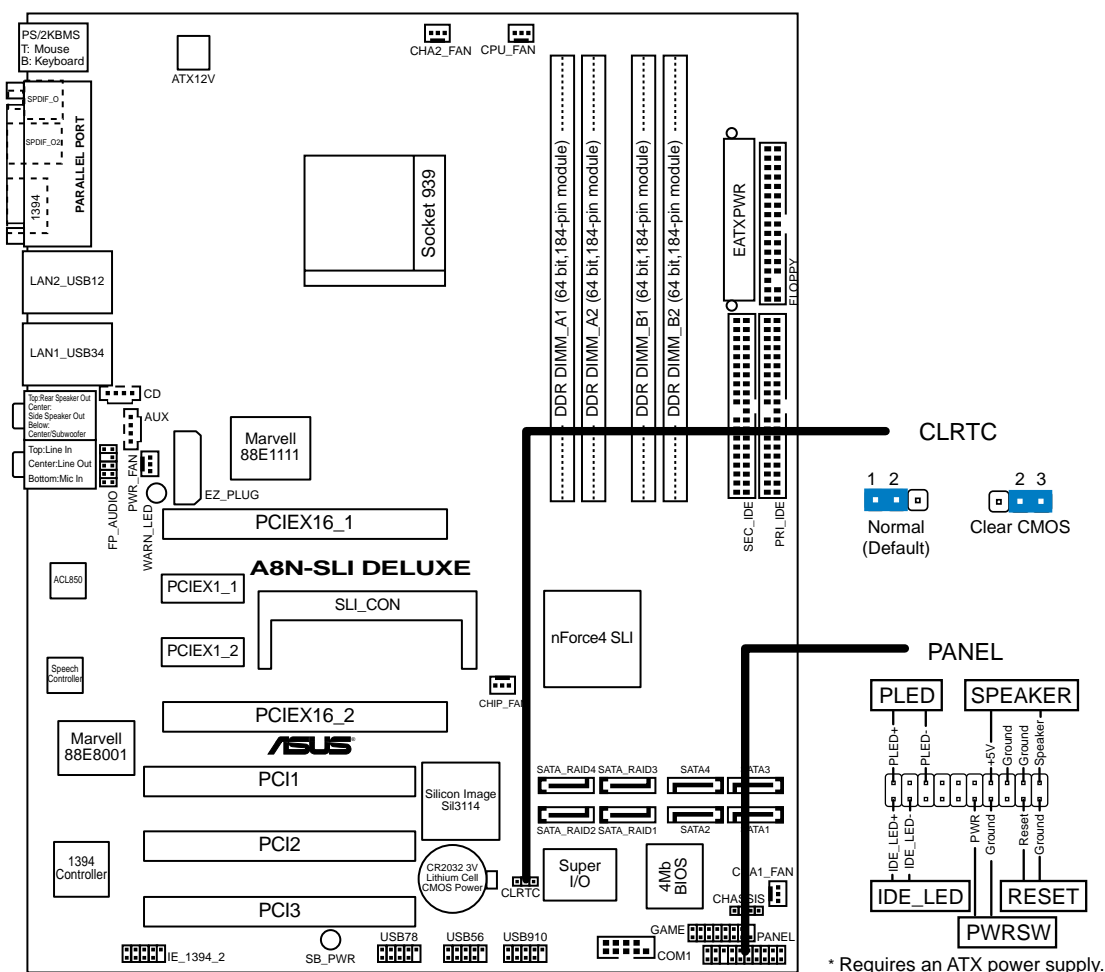 PS/2KBMS
T: Mouse
B: Keyboard
CHA2_FAN
CPU_FAN
ATX12V
SPDIF_O
SPDIF_O2
1394
PARALLEL PORT
Socket 939
DDR DIMM_A1 (64 bit,184-pin module)
DDR DIMM_A2 (64 bit,184-pin module)
DDR DIMM_B1 (64 bit,184-pin module)
DDR DIMM_B2 (64 bit,184-pin module)
EATXPWR
FLOPPY
LAN2_USB12
LAN1_USB34
Top:Rear Speaker Out
Center:
Side Speaker Out
Below:
Center/Subwoofer
Top:Line In
Center:Line Out
Bottom:Mic In
CD
AUX
FP_AUDIO
PWR_FAN
WARN_LED
EZ_PLUG
Marvell
88E1111
SEC_IDE
PRI_IDE
CLRTC
1 2
2 3
Normal
(Default)
Clear CMOS
PCIEX16_1
A8N-SLI DELUXE
ACL850
PCIEX1_1
SLI_CON
PCIEX1_2
nForce4 SLI
Speech
Controller
CHIP_FAN
PCIEX16_2
ASUS
Marvell
88E8001
PCI1
Silicon Image
Sil3114
SATA_RAID4
SATA_RAID3
SATA4
SATA3
SATA_RAID2
SATA_RAID1
SATA2
SATA1
PCI2
1394
Controller
CR2032 3V
Lithium Cell
CMOS Power
CLRTC
Super
I/O
4Mb
BIOS
CHA1_FAN
CHASSIS
PCI3
GAME
PANEL
IE_1394_2
SB_PWR
USB78
USB56
USB910
COM1
PANEL
PLED
SPEAKER
PLED+
PLED-
+5V
Ground
Ground
Speaker
IDE_LED+
IDE_LED-
PWR
Ground
Reset
Ground
IDE_LED
RESET
PWRSW
* Requires an ATX power supply.